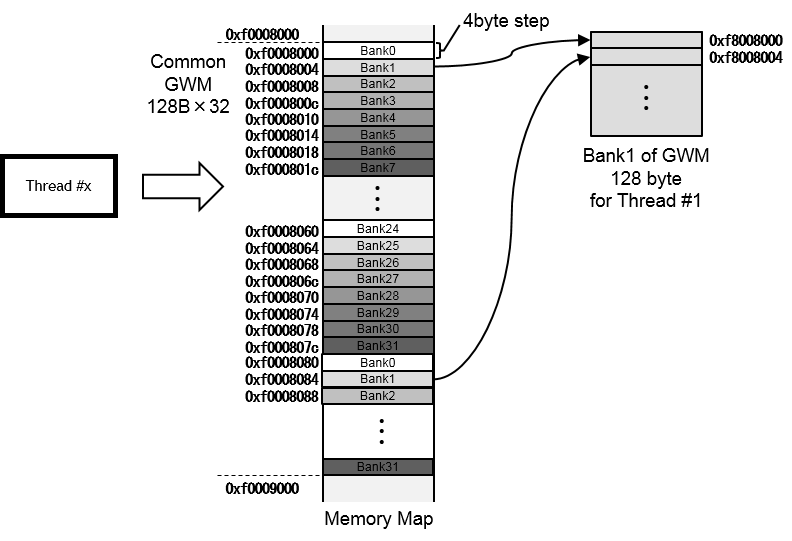 4byte step
0xf0008000
0xf0008000 Bank0
0xf0008004 Bank1
0xf0008008 Bank2
0xf000800c Bank3
0xf0008010 Bank4
0xf0008014 Bank5
0xf0008018 Bank6
0xf000801c Bank7
Common
GWM
128B×32
Thread #x
0xf0008060 Bank24
0xf0008064 Bank25
0xf0008068 Bank26
0xf000806c Bank27
0xf0008070 Bank28
0xf0008074 Bank29
0xf0008078 Bank30
0xf000807c Bank31
0xf0008080 Bank0
0xf0008084 Bank1
0xf0008088 Bank2
Bank31
0xf0009000
Memory Map
0xf8008000
0xf8008004
Bank1 of GWM
128 byte
for Thread #1